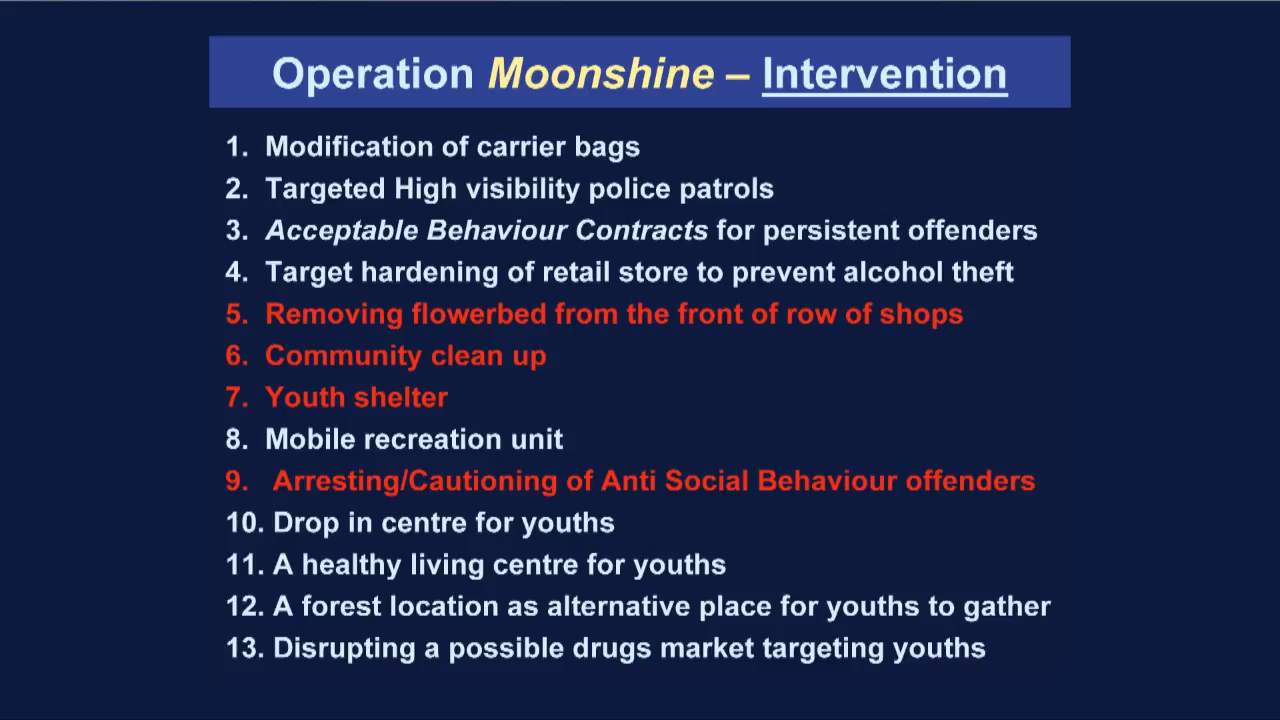 Operation Moonshine – Intervention
1. Modification of carrier bags
2. Targeted High visibility police patrols
3. Acceptable Behaviour Contracts for persistent offenders
4. Target hardening of retail store to prevent alcohol theft
5. Removing flowerbed from the front of row of shops
6. Community clean up
7. Youth shelter
8. Mobile recreation unit
9. Arresting/Cautioning of Anti Social Behaviour offenders
10. Drop in centre for youths
11. A healthy living centre for youths
12. A forest location as alternative place for youths to gather
13. Disrupting a possible drugs market targeting youths